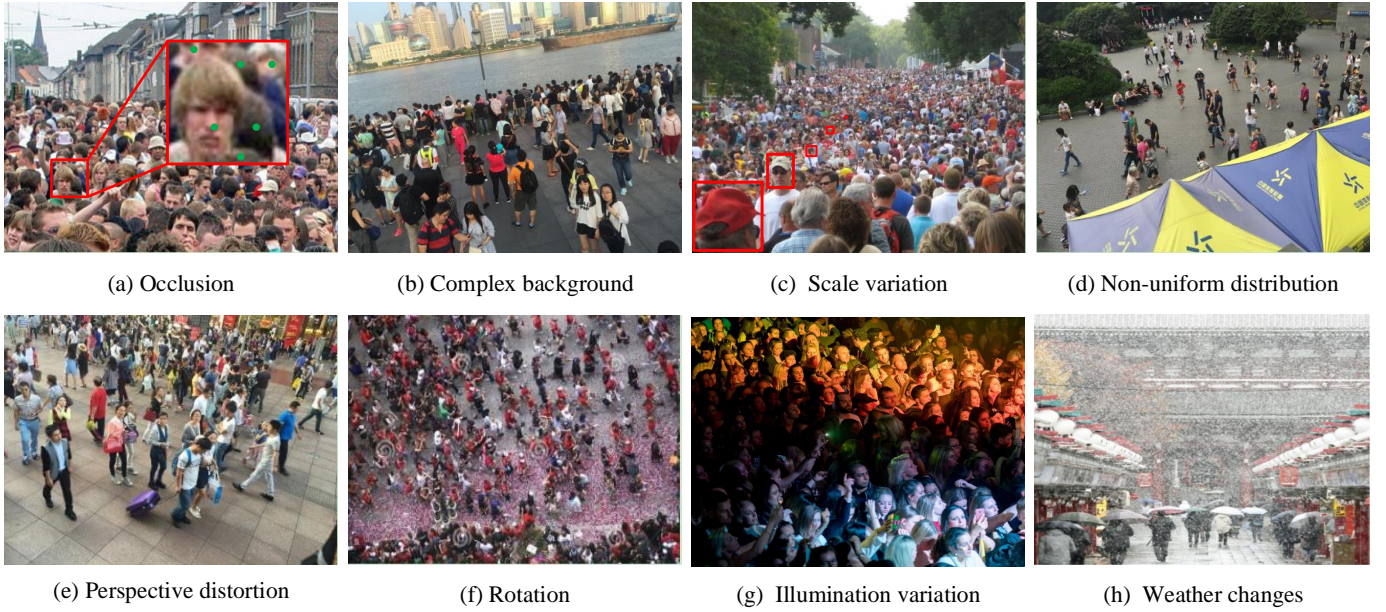 (a) Occlusion
(b) Complex background
(c) Scale variation
(d) Non-uniform distribution
(e) Perspective distortion
(f) Rotation
(g) Illumination variation
(h) Weather changes